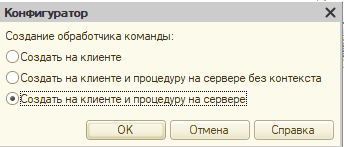 Конфигуратор
Создание обработчика команды:
Создать на клиенте
Создать на клиенте и процедуру на сервере без контекста
Создать на клиенте и процедуру на сервере
ОК Отмена Справка